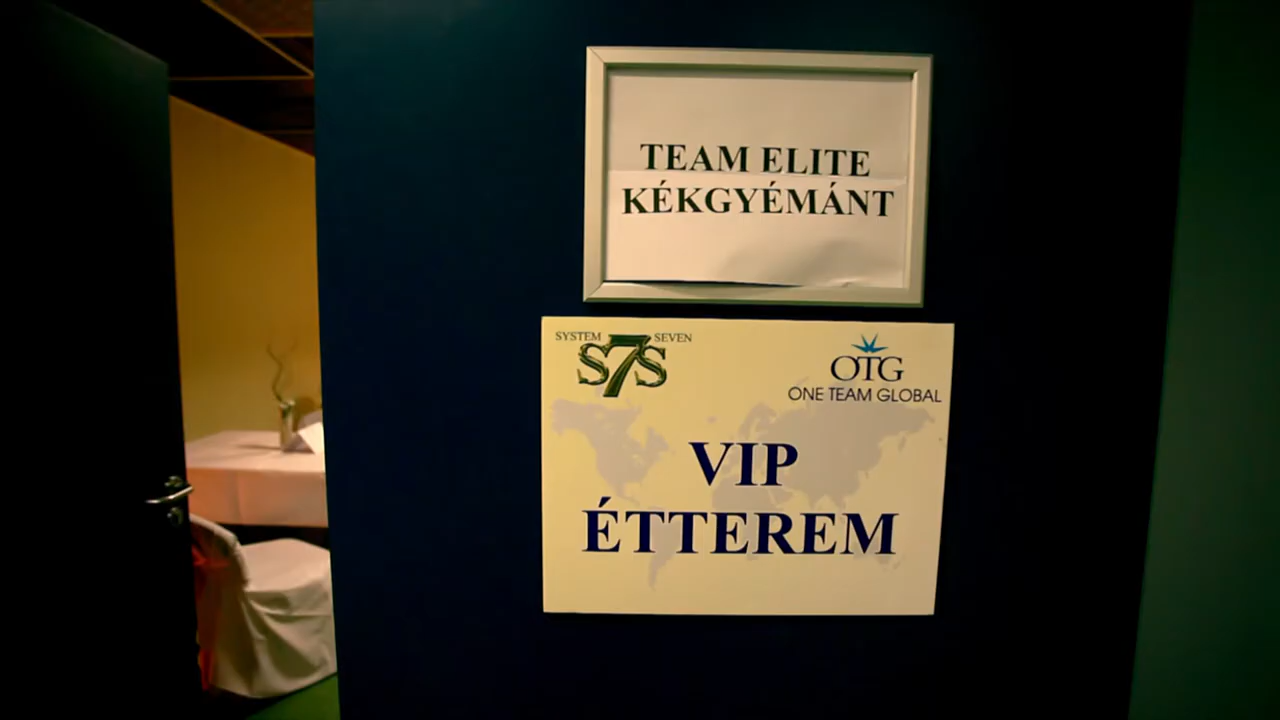 TEAM ELITE
KÉKGYÉMÁNT
SYSTEM S7S SEVEN
OTG
ONE TEAM GLOBAL
VIP
ÉTTEREM